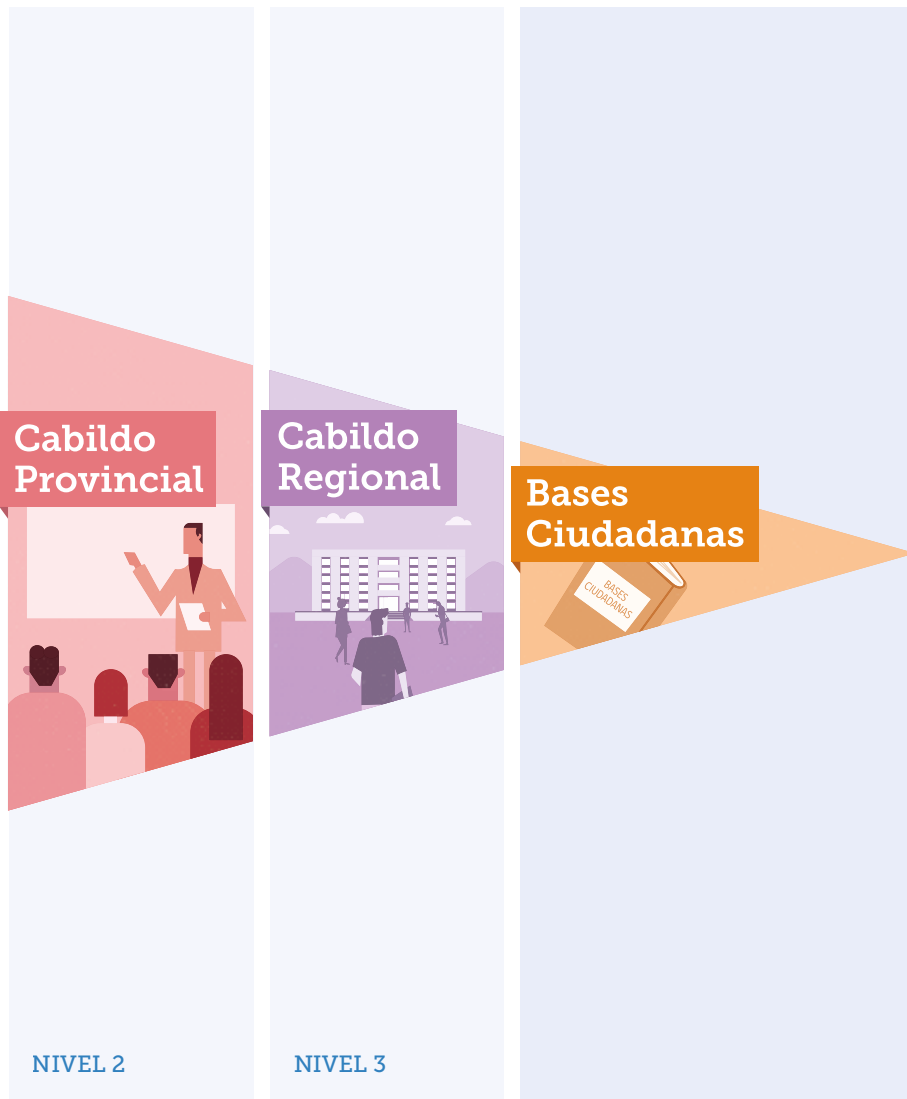 Cabildo
Provincial
Cabildo
Regional
Bases
Ciudadanas
BASES
CIUDADANAS
NIVEL 2
NIVEL 3